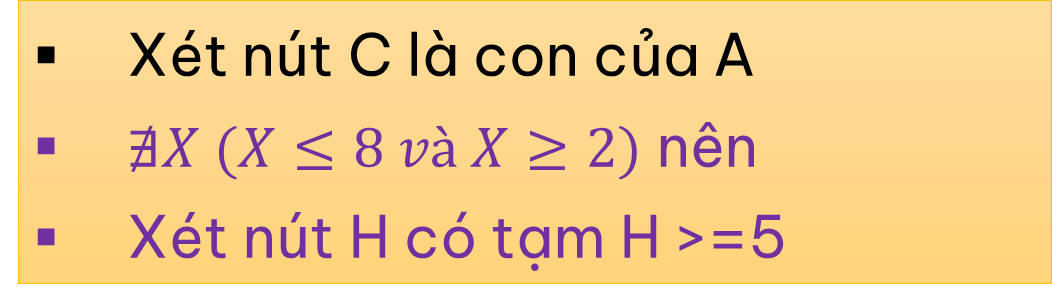 ▪ Xét nút C là con của A
▪ ∄X (X ≤ 8 và X ≥ 2) nên
▪ Xét nút H có tạm H >=5